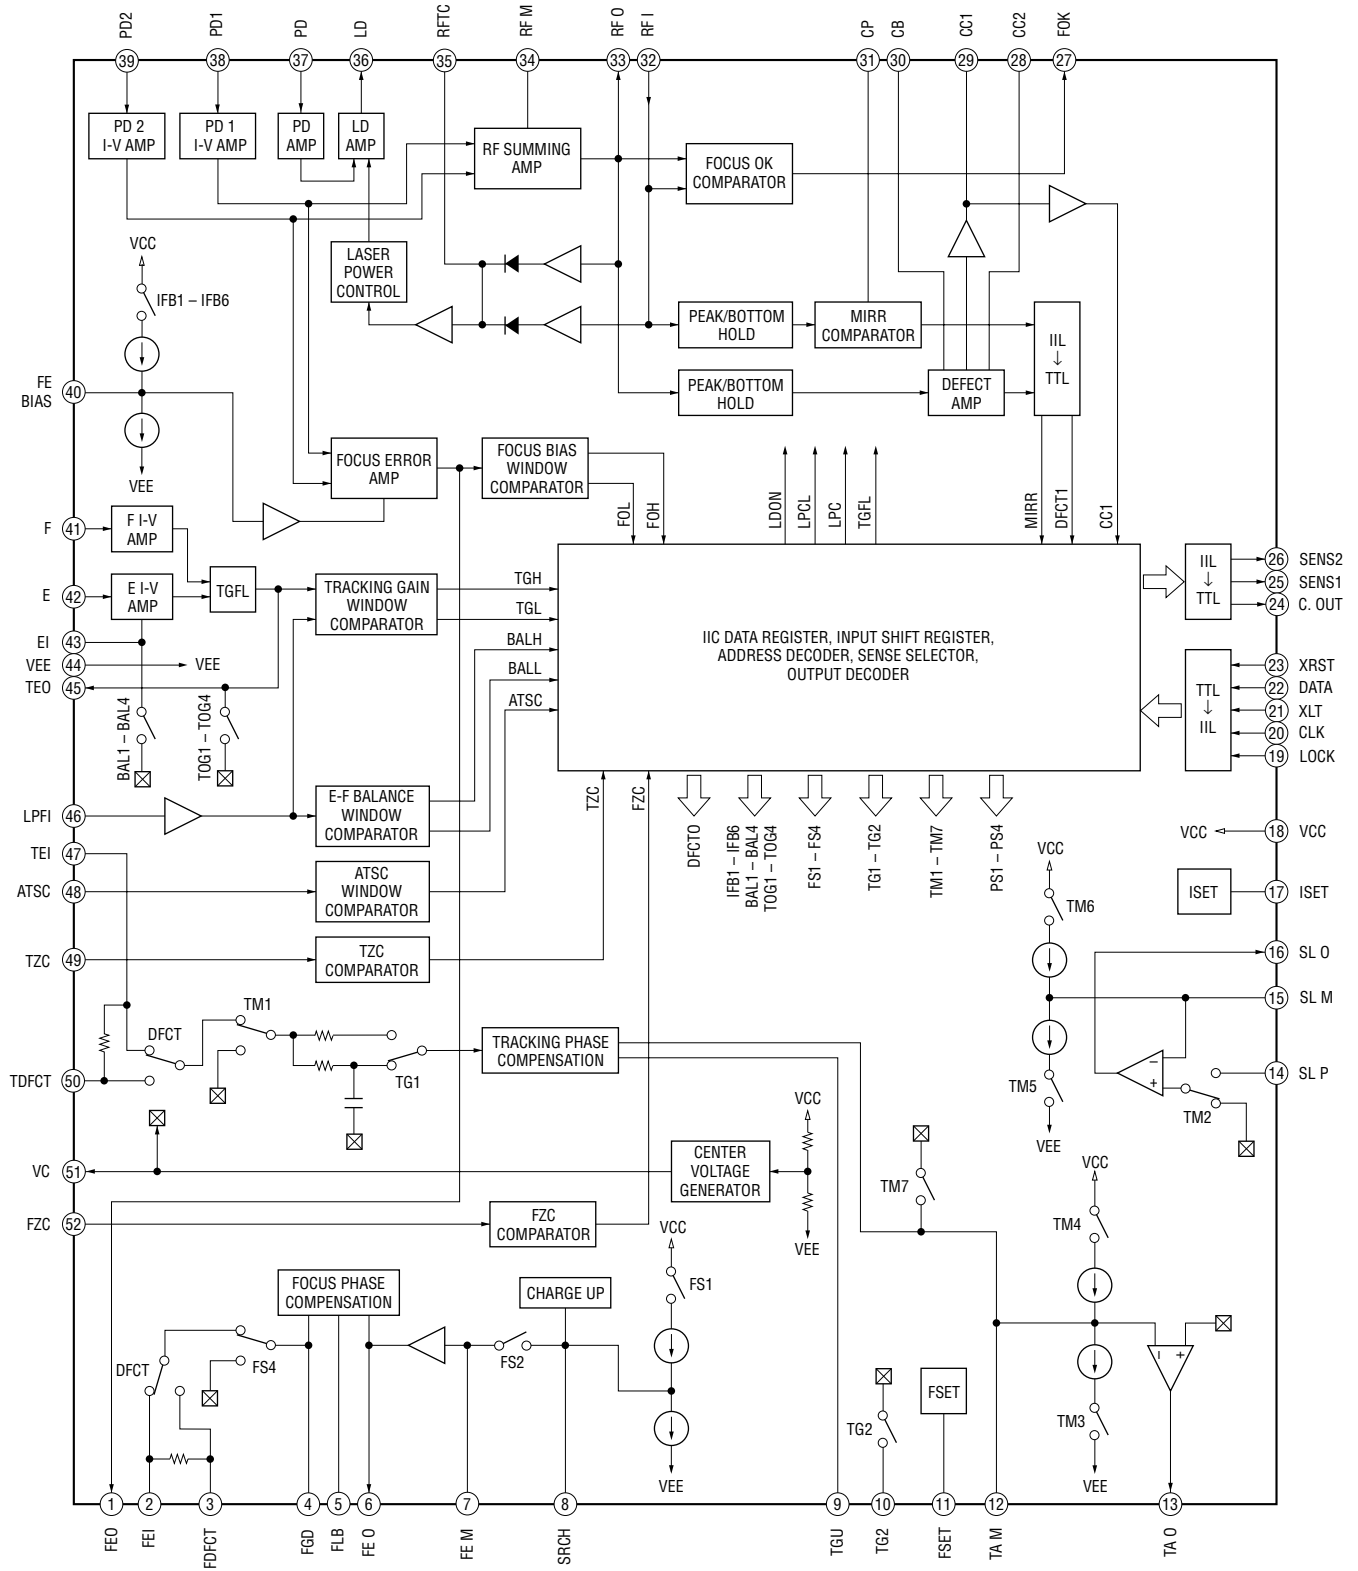 PD2
PD1
PD
LD
RFTC
RF M
RF O
RF I
CP
CB
CC1
CC2
FOK
39
38
37
36
35
34
33
32
31
30
29
28
27
PD 2
I-V AMP
PD 1
I-V AMP
PD
AMP
LD
AMP
RF SUMMING
AMP
FOCUS OK
COMPARATOR
VCC
IFB1 – IFB6
LASER
POWER
CONTROL
PEAK/BOTTOM
HOLD
MIRR
COMPARATOR
IIL
↓
TTL
FE
BIAS
40
PEAK/BOTTOM
HOLD
DEFECT
AMP
VEE
FOCUS ERROR
AMP
FOCUS BIAS
WINDOW
COMPARATOR
FOL
FOH
LDON
LPCL
LPC
TGFL
MIRR
DFCT1
CC1
F
41
F I-V
AMP
E
42
E I-V
AMP
TGFL
TRACKING GAIN
WINDOW
COMPARATOR
TGH
TGL
BALH
BALL
ATSC
IIC DATA REGISTER, INPUT SHIFT REGISTER,
ADDRESS DECODER, SENSE SELECTOR,
OUTPUT DECODER
IIL
↓
TTL
26
SENS2
25
SENS1
24
C. OUT
EI
43
VEE
44
VEE
TEO
45
BAL1 – BAL4
TOG1 – TOG4
TTL
↓
IIL
23
XRST
22
DATA
21
XLT
20
CLK
19
LOCK
LPFI
46
E-F BALANCE
WINDOW
COMPARATOR
TZC
FZC
DFCTO
IFB1 – IFB6
BAL1 – BAL4
TOG1 – TOG4
FS1 – FS4
TG1 – TG2
TM1 – TM7
PS1 – PS4
VCC
18
VCC
TEI
47
ATSC
48
ATSC
WINDOW
COMPARATOR
VCC
TM6
ISET
17
ISET
TZC
49
TZC
COMPARATOR
16
SL O
15
SL M
DFCT
TM1
TG1
TRACKING PHASE
COMPENSATION
TDFCT
50
TM5
VEE
–
+
TM2
14
SL P
VC
51
CENTER
VOLTAGE
GENERATOR
VCC
VEE
TM7
VCC
TM4
FZC
52
FZC
COMPARATOR
VCC
FS1
FOCUS PHASE
COMPENSATION
CHARGE UP
DFCT
FS4
FS2
VEE
TG2
FSET
–
+
TM3
VEE
1
2
3
4
5
6
7
8
9
10
11
12
13
FEO
FEI
FDFCT
FGD
FLB
FE O
FE M
SRCH
TGU
TG2
FSET
TA M
TA O